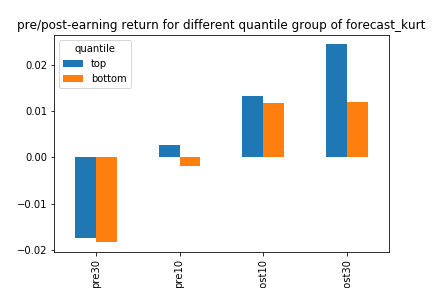 pre/post-earning return for different quantile group of forecast_kurt
quantile
top
bottom
0.02
0.01
0.00
−0.01
−0.02
pre30
pre10
ost10
ost30